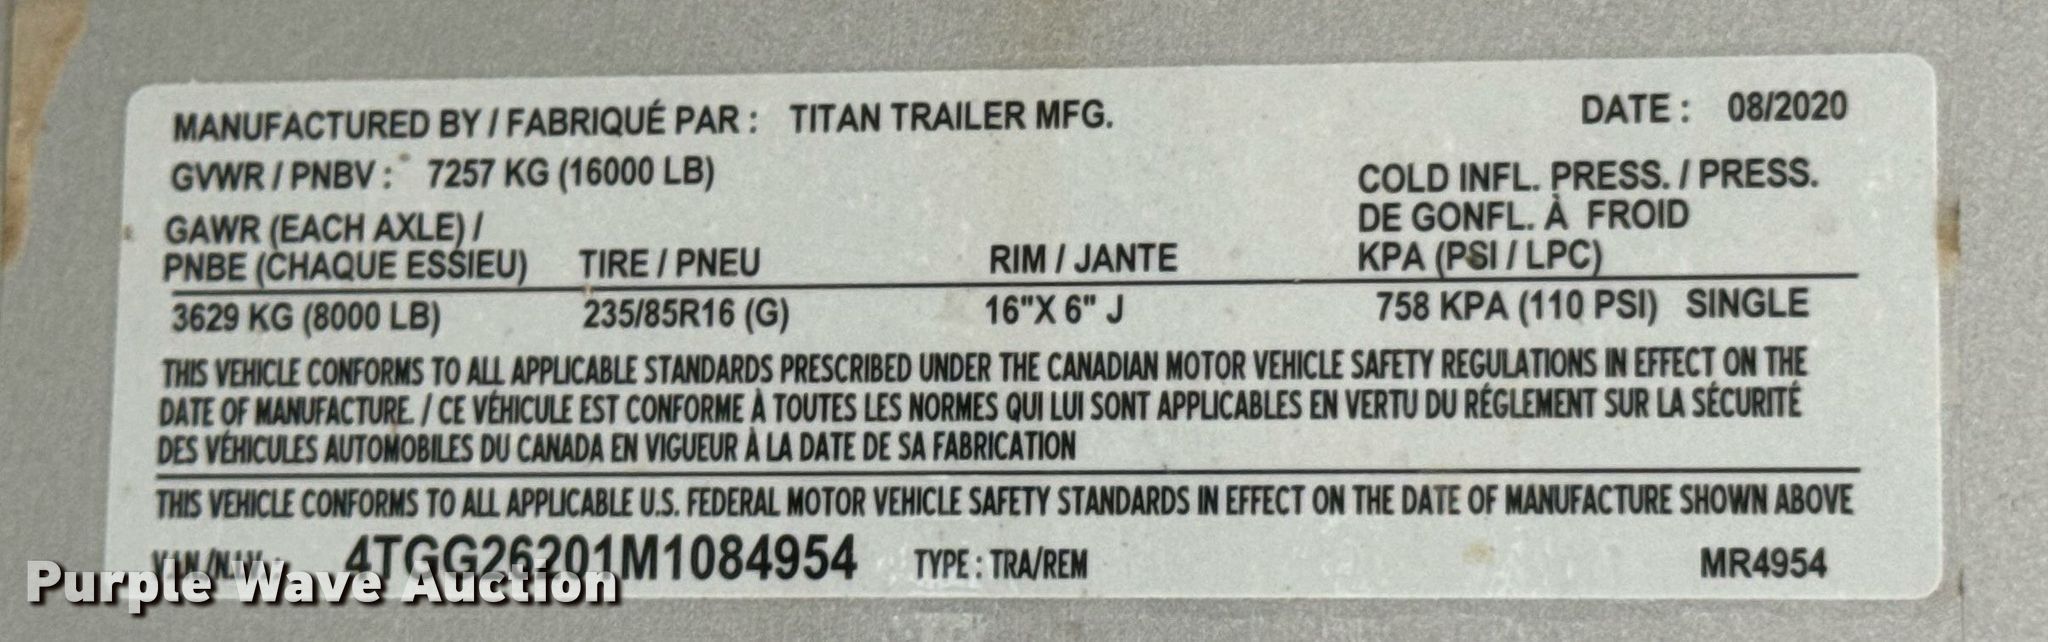 MANUFACTURED BY / FABRIQUÉ PAR : TITAN TRAILER MFG. DATE : 08/2020
GVWR / PNBV : 7257 KG (16000 LB)
COLD INFL. PRESS. / PRESS.
DE GONFL. À FROID
KPA (PSI / LPC)
GAWR (EACH AXLE) /
PNBE (CHAQUE ESSIEU) TIRE / PNEU RIM / JANTE
3629 KG (8000 LB) 235/85R16 (G) 16"X 6" J 758 KPA (110 PSI) SINGLE
THIS VEHICLE CONFORMS TO ALL APPLICABLE STANDARDS PRESCRIBED UNDER THE CANADIAN MOTOR VEHICLE SAFETY REGULATIONS IN EFFECT ON THE
DATE OF MANUFACTURE. / CE VÉHICULE EST CONFORME À TOUTES LES NORMES QUI LUI SONT APPLICABLES EN VERTU DU RÉGLEMENT SUR LA SÉCURITÉ
DES VÉHICULES AUTOMOBILES DU CANADA EN VIGUEUR À LA DATE DE SA FABRICATION
THIS VEHICLE CONFORMS TO ALL APPLICABLE U.S. FEDERAL MOTOR VEHICLE SAFETY STANDARDS IN EFFECT ON THE DATE OF MANUFACTURE SHOWN ABOVE
V.I.N./N.I.V. : 4TGG26201M1084954 TYPE : TRA/REM MR4954
Purple Wave Auction